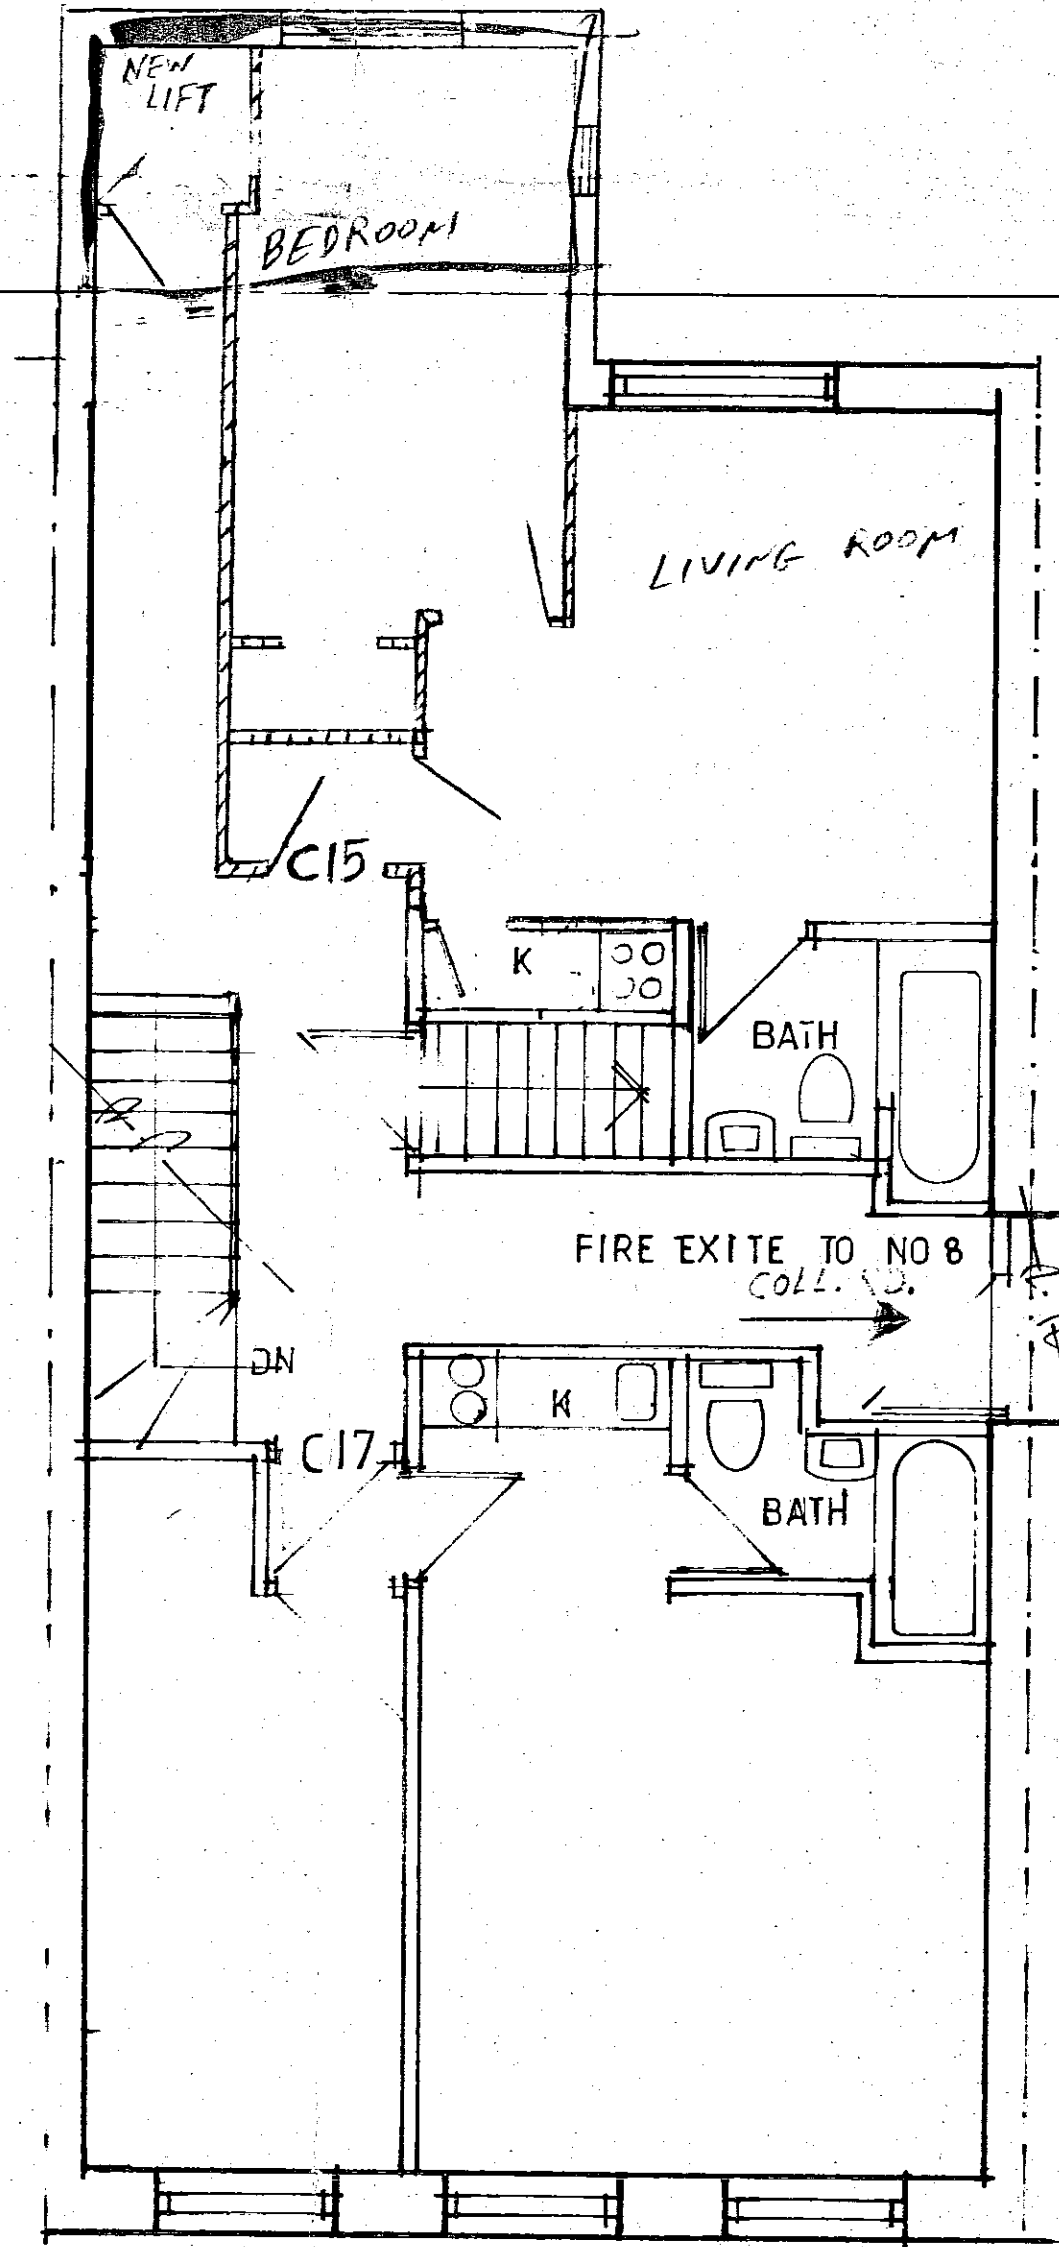 NEW
LIFT
BEDROOM
LIVING ROOM
C15
K
BATH
FIRE EXITE TO NO 8
COLL.
DN
K
C17
BATH